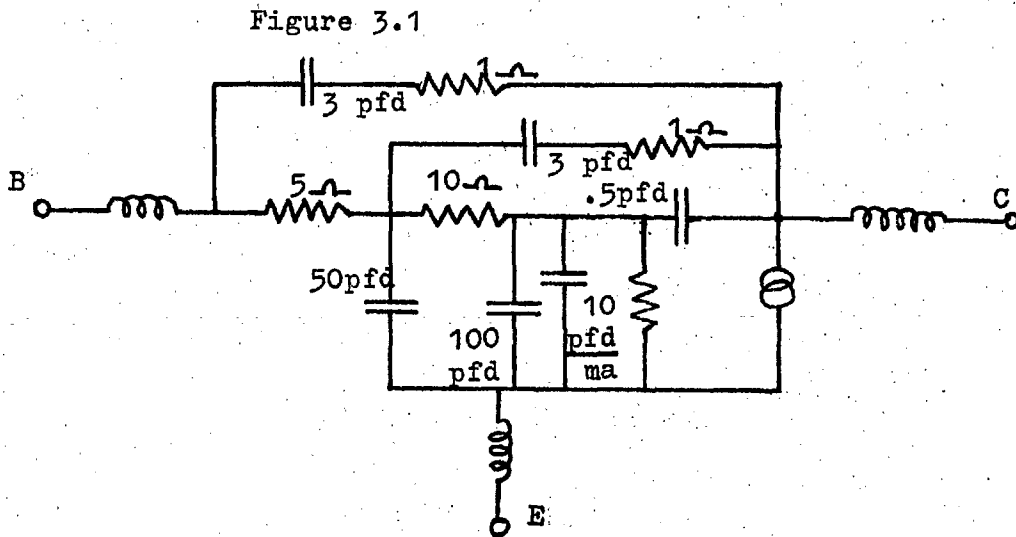 Figure 3.1
1Ω
3 pfd
1Ω
3 pfd
B
5Ω
10Ω
.5pfd
C
50pfd
100
pfd
10
pfd
ma
E